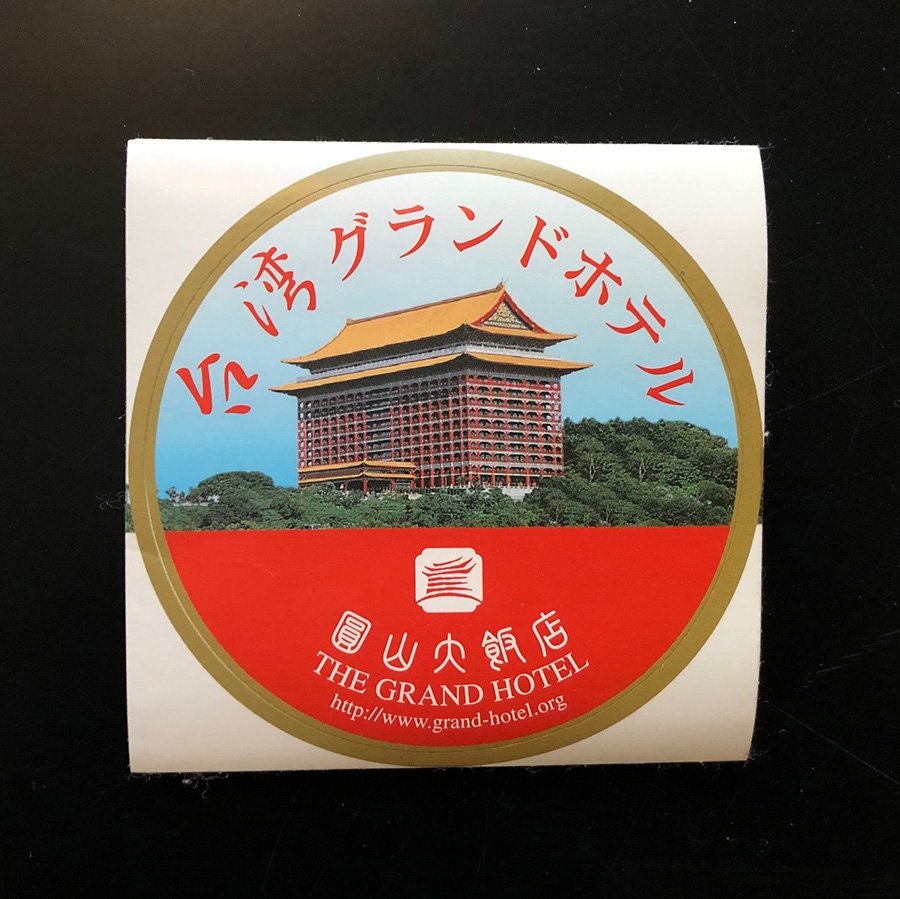 台湾グランドホテル
圓山大飯店
THE GRAND HOTEL
http://www.grand-hotel.org